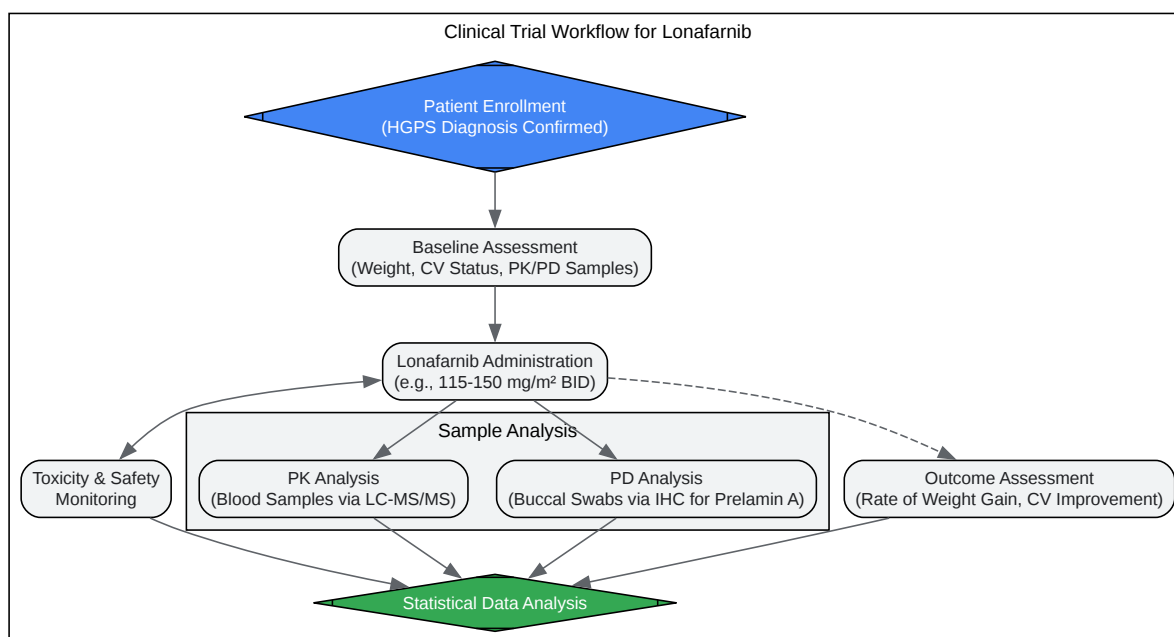 Clinical Trial Workflow for Lonafarnib
Patient Enrollment
(HGPS Diagnosis Confirmed)
Baseline Assessment
(Weight, CV Status, PK/PD Samples)
Lonafarnib Administration
(e.g., 115-150 mg/m² BID)
Sample Analysis
Toxicity & Safety
Monitoring
PK Analysis
(Blood Samples via LC-MS/MS)
PD Analysis
(Buccal Swabs via IHC for Prelamin A)
Outcome Assessment
(Rate of Weight Gain, CV Improvement)
Statistical Data Analysis